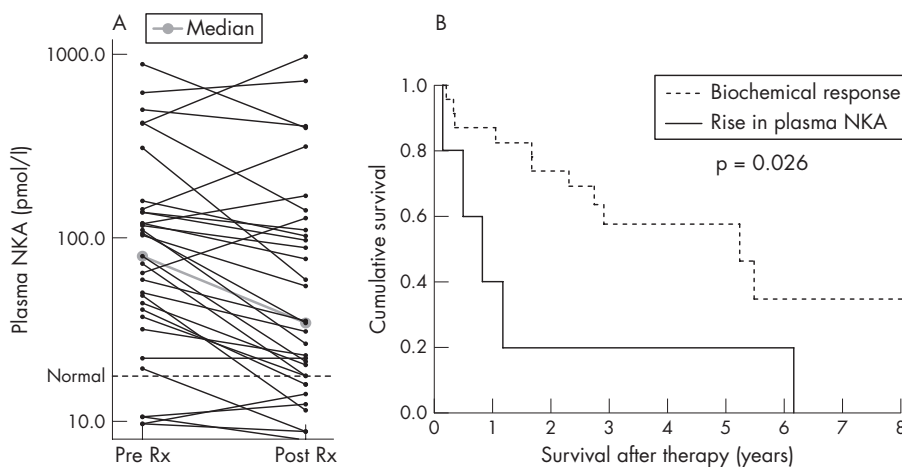 A
Median
Plasma NKA (pmol/l)
1000.0
100.0
Normal
10.0
Pre Rx
Post Rx
B
Cumulative survival
1.0
0.8
0.6
0.4
0.2
0.0
Biochemical response
Rise in plasma NKA
p = 0.026
0 1 2 3 4 5 6 7 8
Survival after therapy (years)